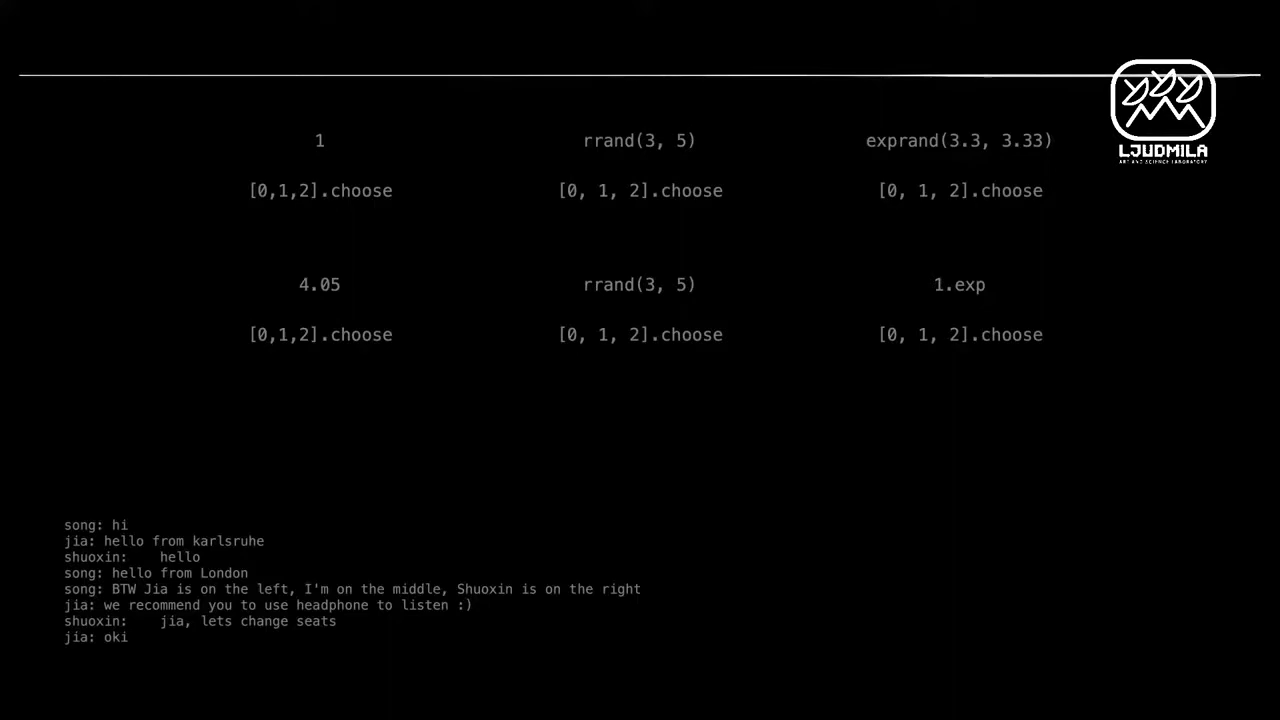 1 rrand(3, 5) exprand(3.3, 3.33)
LJUDMILA
ART AND SCIENCE LABORATORY
[0,1,2].choose [0, 1, 2].choose [0, 1, 2].choose
4.05 rrand(3, 5) 1.exp
[0,1,2].choose [0, 1, 2].choose [0, 1, 2].choose
song: hi
jia: hello from karlsruhe
shuoxin:    hello
song: hello from London
song: BTW Jia is on the left, I'm on the middle, Shuoxin is on the right
jia: we recommend you to use headphone to listen :)
shuoxin:    jia, lets change seats
jia: oki